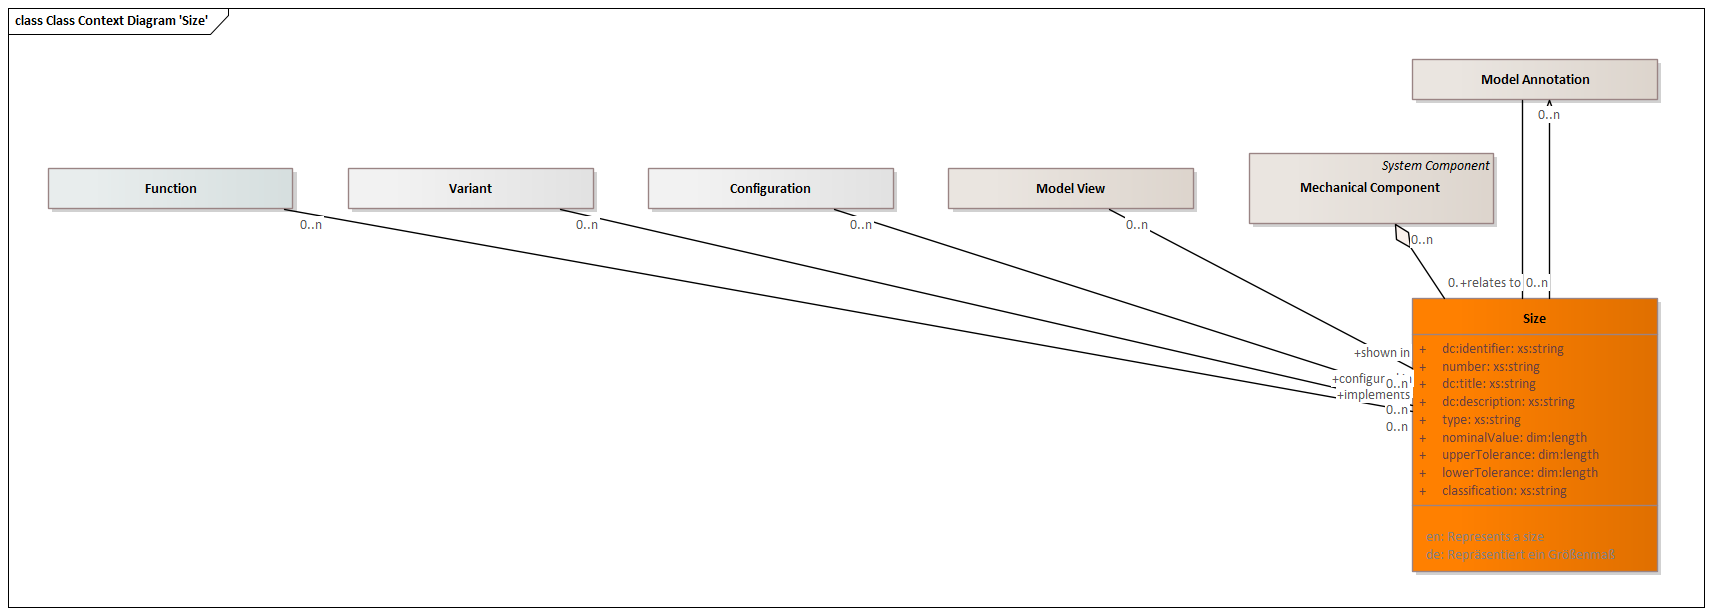 class Class Context Diagram 'Size'
Model Annotation
0..n
System Component
Mechanical Component
Function
Variant
Configuration
Model View
0..n
0..n
0..n
0..n
0..n
0. +relates to 0..n
Size
+shown in
+ dc:identifier: xs:string
+ number: xs:string
+configur
0..n
+ dc:title: xs:string
+implements
+ dc:description: xs:string
0..n
+ type: xs:string
0..n
+ nominalValue: dim:length
+ upperTolerance: dim:length
+ lowerTolerance: dim:length
+ classification: xs:string
en: Represents a size
de: Repräsentiert ein Größenmaß